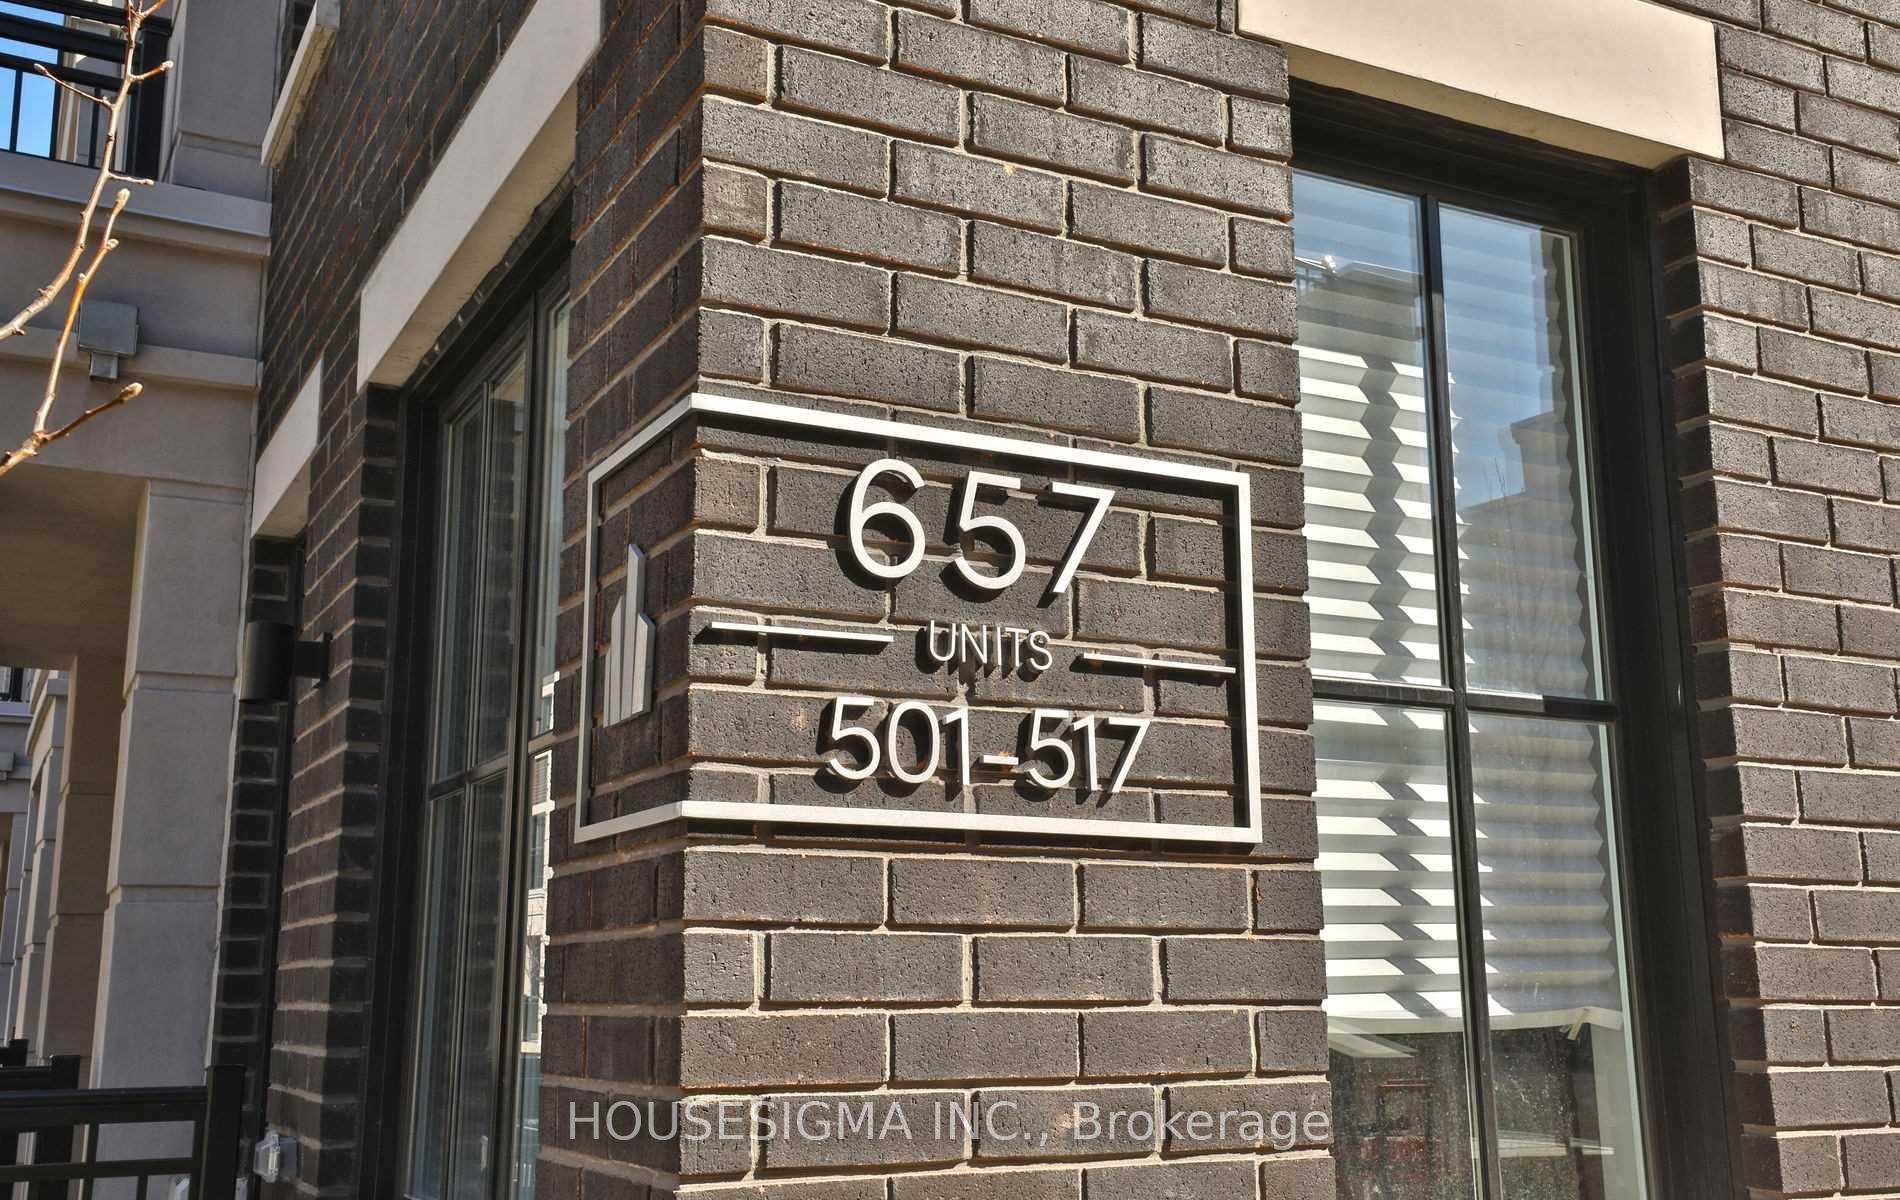 657
UNITS
501-517
HOUSESIGMA INC., Brokerage